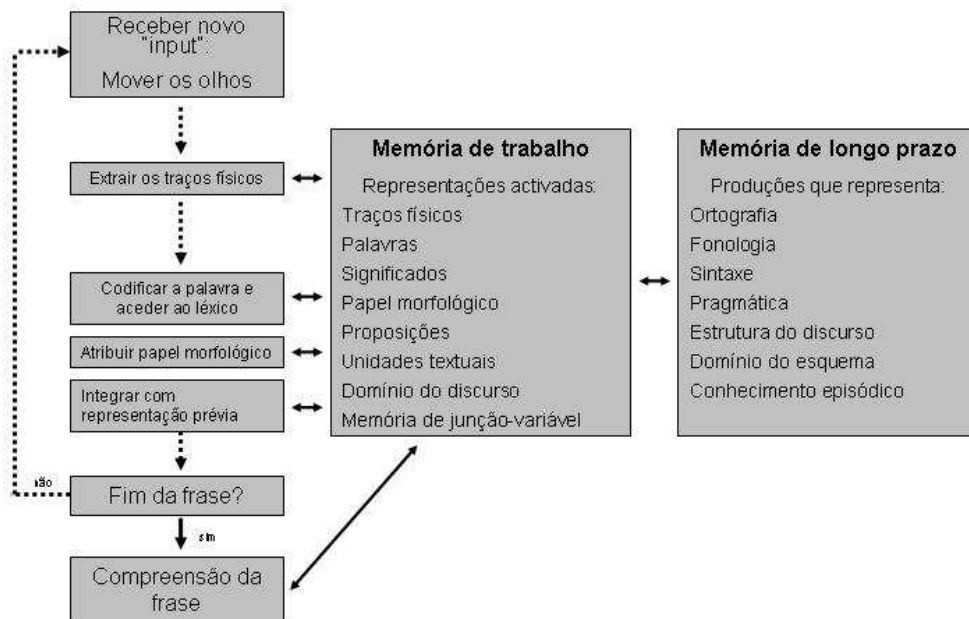 Receber novo
"input":
Mover os olhos
Extrair os traços físicos
Codificar a palavra e
aceder ao léxico
Atribuir papel morfológico
Integrar com
representação prévia
não
Fim da frase?
sim
Compreensão da
frase
Memória de trabalho
Representações activadas:
Traços físicos
Palavras
Significados
Papel morfológico
Proposições
Unidades textuais
Domínio do discurso
Memória de junção-variável
Memória de longo prazo
Produções que representa:
Ortografia
Fonologia
Sintaxe
Pragmática
Estrutura do discurso
Domínio do esquema
Conhecimento episódico